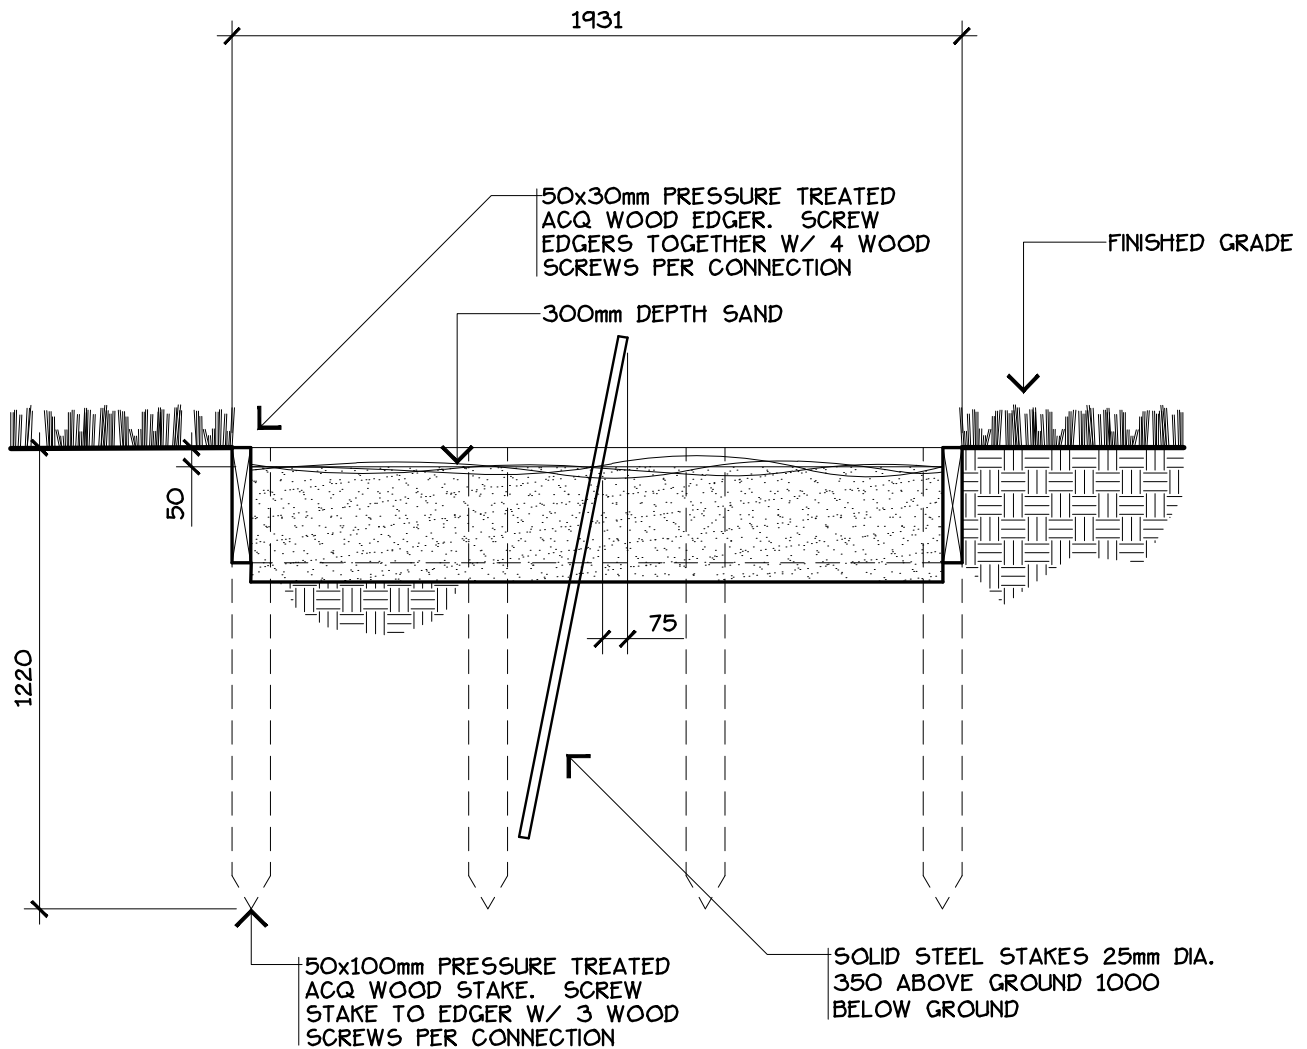 1931
50x30mm PRESSURE TREATED
ACQ WOOD EDGER. SCREW
EDGERS TOGETHER W/ 4 WOOD
SCREWS PER CONNECTION
FINISHED GRADE
300mm DEPTH SAND
50
75
1220
50x100mm PRESSURE TREATED
ACQ WOOD STAKE. SCREW
STAKE TO EDGER W/ 3 WOOD
SCREWS PER CONNECTION
SOLID STEEL STAKES 25mm DIA.
350 ABOVE GROUND 1000
BELOW GROUND